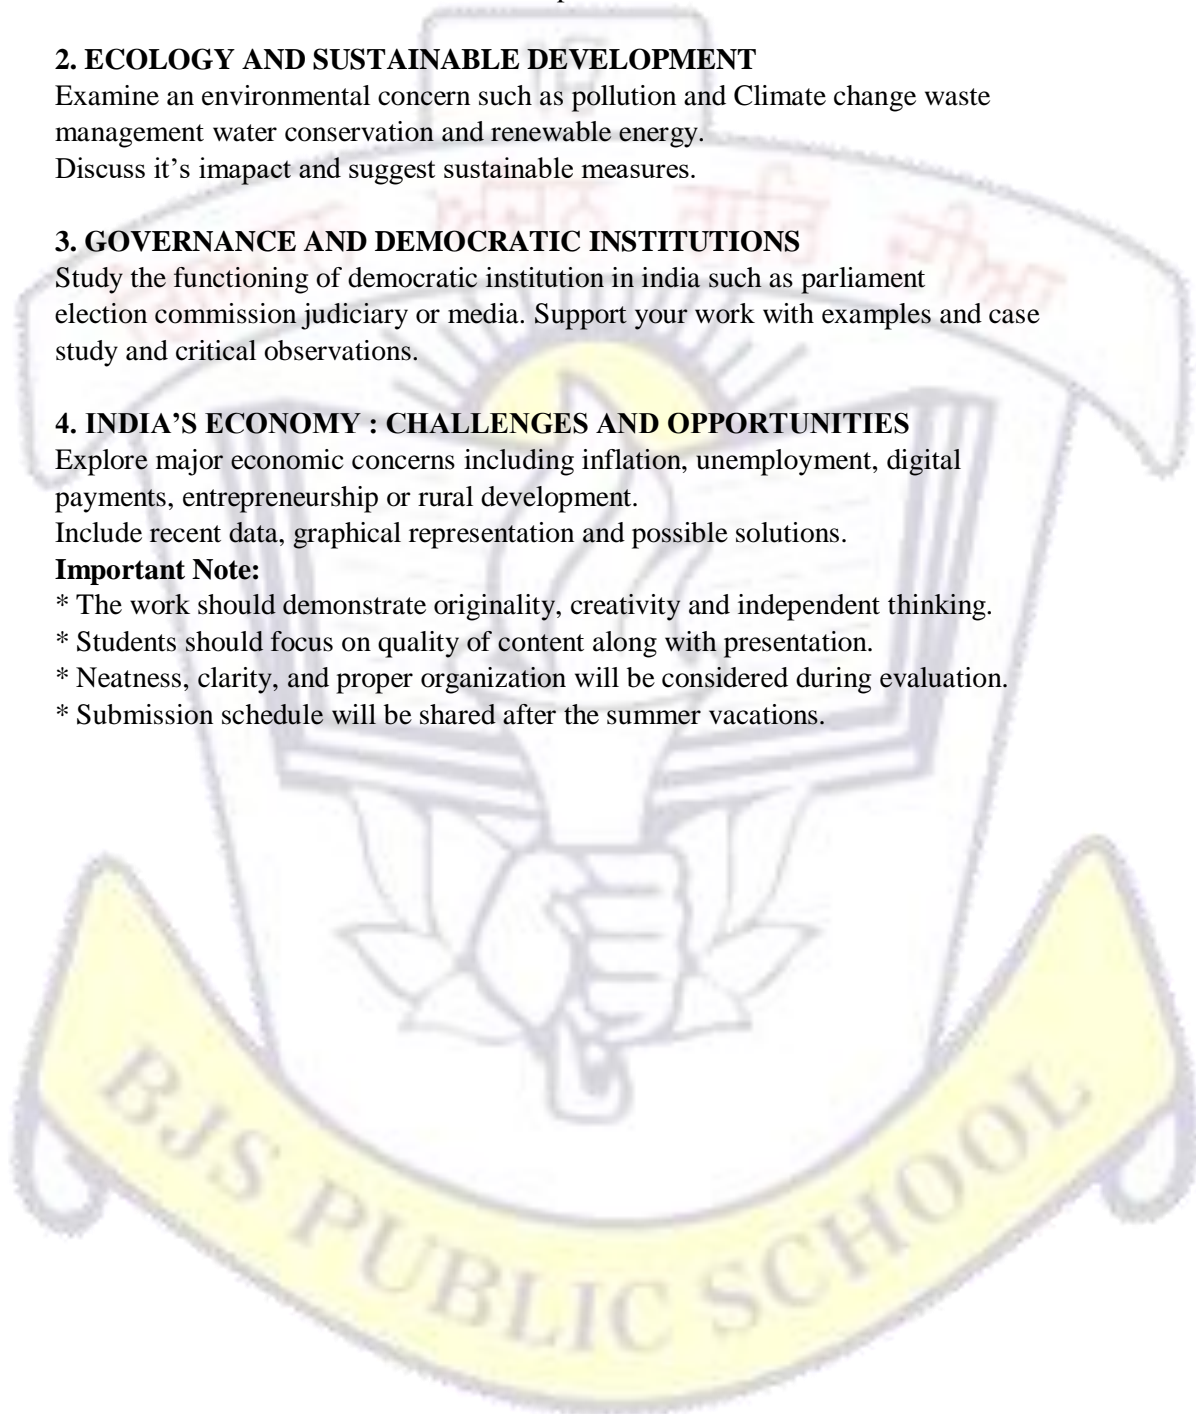 2. ECOLOGY AND SUSTAINABLE DEVELOPMENT
Examine an environmental concern such as pollution and Climate change waste
management water conservation and renewable energy.
Discuss it’s imapact and suggest sustainable measures.
3. GOVERNANCE AND DEMOCRATIC INSTITUTIONS
Study the functioning of democratic institution in india such as parliament
election commission judiciary or media. Support your work with examples and case
study and critical observations.
4. INDIA’S ECONOMY : CHALLENGES AND OPPORTUNITIES
Explore major economic concerns including inflation, unemployment, digital
payments, entrepreneurship or rural development.
Include recent data, graphical representation and possible solutions.
Important Note:
* The work should demonstrate originality, creativity and independent thinking.
* Students should focus on quality of content along with presentation.
* Neatness, clarity, and proper organization will be considered during evaluation.
* Submission schedule will be shared after the summer vacations.
BJS PUBLIC SCHOOL